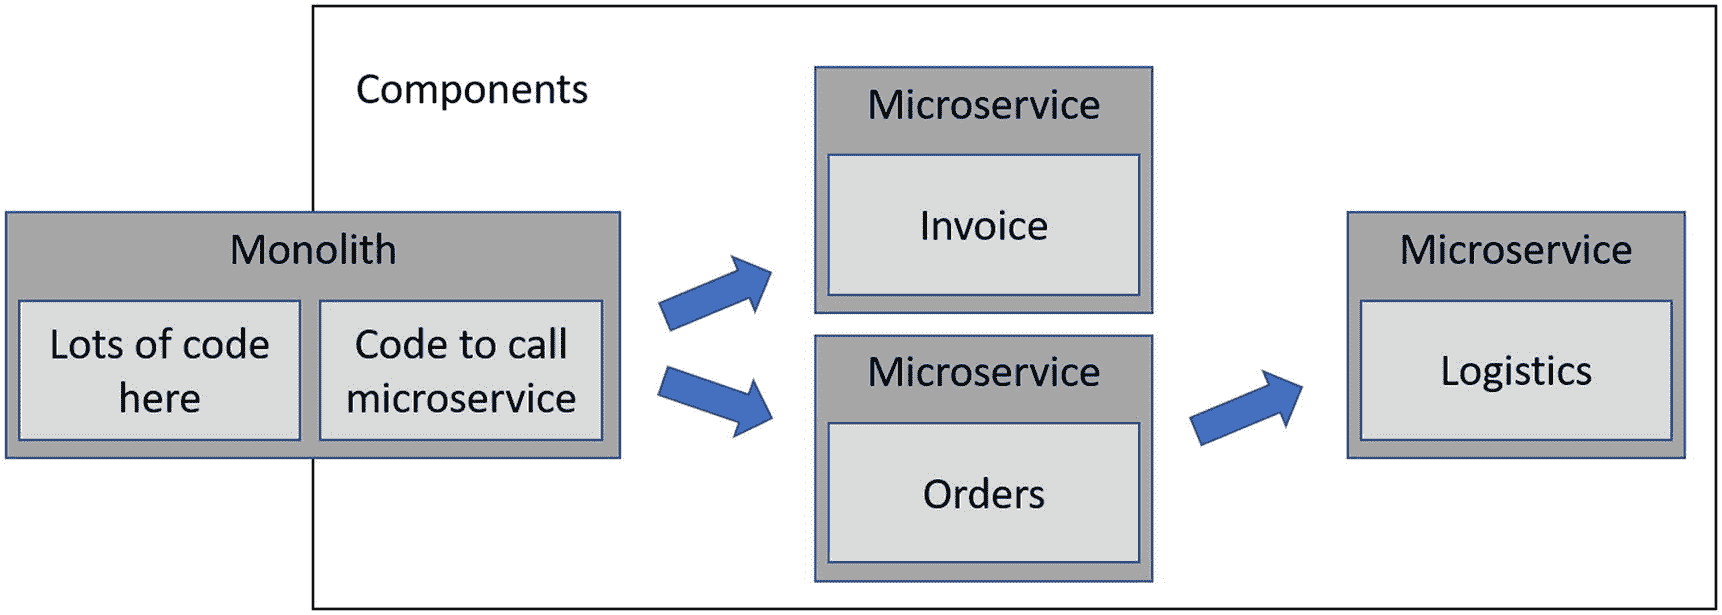 Components
Monolith
Lots of code
here
Code to call
microservice
Microservice
Invoice
Microservice
Orders
Microservice
Logistics